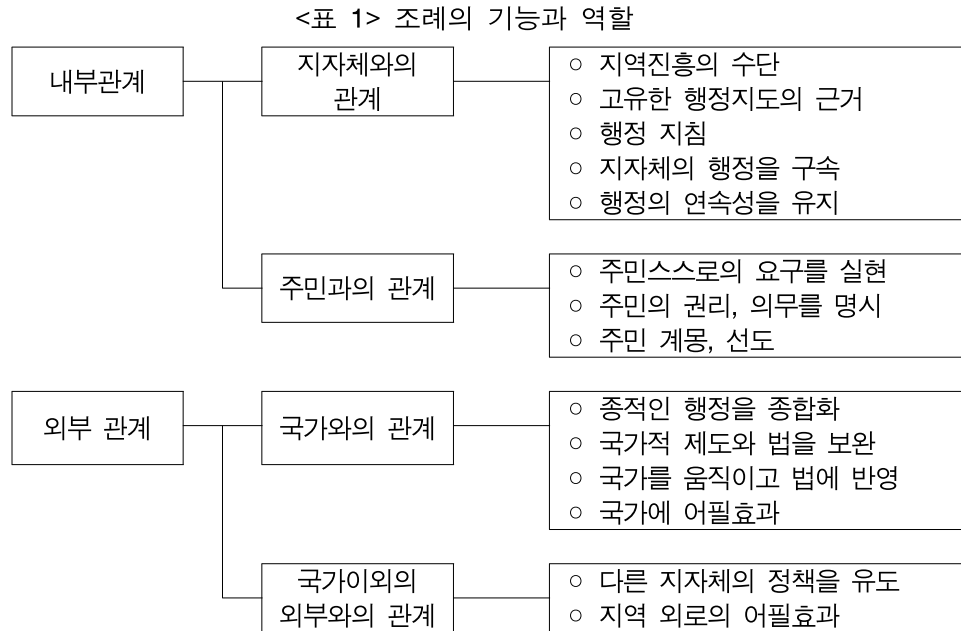 <표 1> 조례의 기능과 역할
내부관계
지자체와의
관계
○ 지역진흥의 수단
○ 고유한 행정지도의 근거
○ 행정 지침
○ 지자체의 행정을 구속
○ 행정의 연속성을 유지
주민과의 관계
○ 주민스스로의 요구를 실현
○ 주민의 권리, 의무를 명시
○ 주민 계몽, 선도
외부 관계
국가와의 관계
○ 종적인 행정을 종합화
○ 국가적 제도와 법을 보완
○ 국가를 움직이고 법에 반영
○ 국가에 어필효과
국가이외의
외부와의 관계
○ 다른 지자체의 정책을 유도
○ 지역 외로의 어필효과